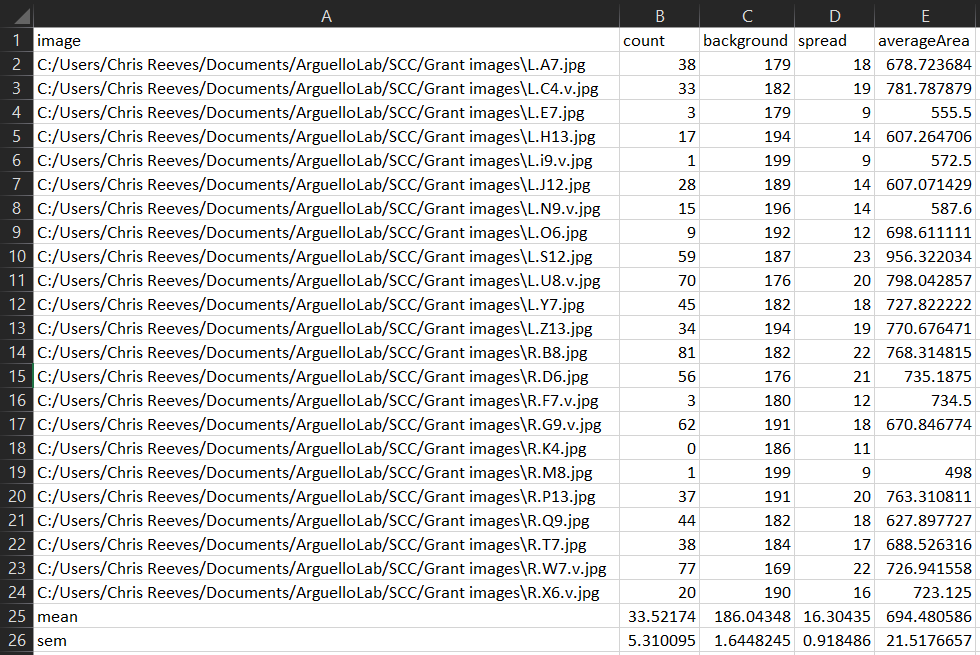 A B C D E
1 image count background spread averageArea
2 C:/Users/Chris Reeves/Documents/ArguelloLab/SCC/Grant images\L.A7.jpg 38 179 18 678.723684
3 C:/Users/Chris Reeves/Documents/ArguelloLab/SCC/Grant images\L.C4.v.jpg 33 182 19 781.787879
4 C:/Users/Chris Reeves/Documents/ArguelloLab/SCC/Grant images\L.E7.jpg 3 179 9 555.5
5 C:/Users/Chris Reeves/Documents/ArguelloLab/SCC/Grant images\L.H13.jpg 17 194 14 607.264706
6 C:/Users/Chris Reeves/Documents/ArguelloLab/SCC/Grant images\L.i9.v.jpg 1 199 9 572.5
7 C:/Users/Chris Reeves/Documents/ArguelloLab/SCC/Grant images\L.J12.jpg 28 189 14 607.071429
8 C:/Users/Chris Reeves/Documents/ArguelloLab/SCC/Grant images\L.N9.v.jpg 15 196 14 587.6
9 C:/Users/Chris Reeves/Documents/ArguelloLab/SCC/Grant images\L.O6.jpg 9 192 12 698.611111
10 C:/Users/Chris Reeves/Documents/ArguelloLab/SCC/Grant images\L.S12.jpg 59 187 23 956.322034
11 C:/Users/Chris Reeves/Documents/ArguelloLab/SCC/Grant images\L.U8.v.jpg 70 176 20 798.042857
12 C:/Users/Chris Reeves/Documents/ArguelloLab/SCC/Grant images\L.Y7.jpg 45 182 18 727.822222
13 C:/Users/Chris Reeves/Documents/ArguelloLab/SCC/Grant images\L.Z13.jpg 34 194 19 770.676471
14 C:/Users/Chris Reeves/Documents/ArguelloLab/SCC/Grant images\R.B8.jpg 81 182 22 768.314815
15 C:/Users/Chris Reeves/Documents/ArguelloLab/SCC/Grant images\R.D6.jpg 56 176 21 735.1875
16 C:/Users/Chris Reeves/Documents/ArguelloLab/SCC/Grant images\R.F7.v.jpg 3 180 12 734.5
17 C:/Users/Chris Reeves/Documents/ArguelloLab/SCC/Grant images\R.G9.v.jpg 62 191 18 670.846774
18 C:/Users/Chris Reeves/Documents/ArguelloLab/SCC/Grant images\R.K4.jpg 0 186 11
19 C:/Users/Chris Reeves/Documents/ArguelloLab/SCC/Grant images\R.M8.jpg 1 199 9 498
20 C:/Users/Chris Reeves/Documents/ArguelloLab/SCC/Grant images\R.P13.jpg 37 191 20 763.310811
21 C:/Users/Chris Reeves/Documents/ArguelloLab/SCC/Grant images\R.Q9.jpg 44 182 18 627.897727
22 C:/Users/Chris Reeves/Documents/ArguelloLab/SCC/Grant images\R.T7.jpg 38 184 17 688.526316
23 C:/Users/Chris Reeves/Documents/ArguelloLab/SCC/Grant images\R.W7.v.jpg 77 169 22 726.941558
24 C:/Users/Chris Reeves/Documents/ArguelloLab/SCC/Grant images\R.X6.v.jpg 20 190 16 723.125
25 mean 33.52174 186.04348 16.30435 694.480586
26 sem 5.310095 1.6448245 0.918486 21.5176657